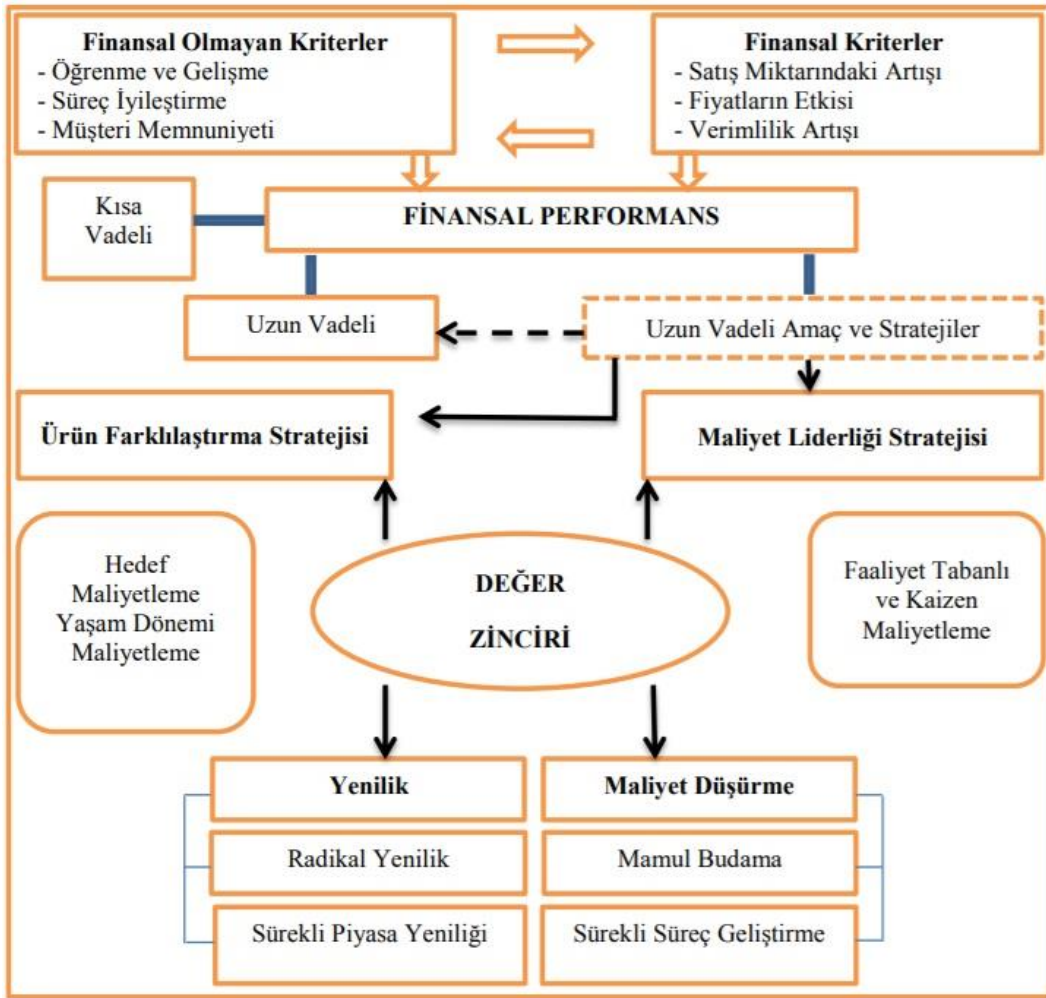 Finansal Olmayan Kriterler
- Öğrenme ve Gelişme
- Süreç İyileştirme
- Müşteri Memnuniyeti
Finansal Kriterler
- Satış Miktarındaki Artışı
- Fiyatların Etkisi
- Verimlilik Artışı
Kısa
Vadeli
FİNANSAL PERFORMANS
Uzun Vadeli
Uzun Vadeli Amaç ve Stratejiler
Ürün Farklılaştırma Stratejisi
Maliyet Liderliği Stratejisi
Hedef
Maliyetleme
Yaşam Dönemi
Maliyetleme
DEĞER
ZİNCİRİ
Faaliyet Tabanlı
ve Kaizen
Maliyetleme
Yenilik
Maliyet Düşürme
Radikal Yenilik
Mamul Budama
Sürekli Piyasa Yeniliği
Sürekli Süreç Geliştirme